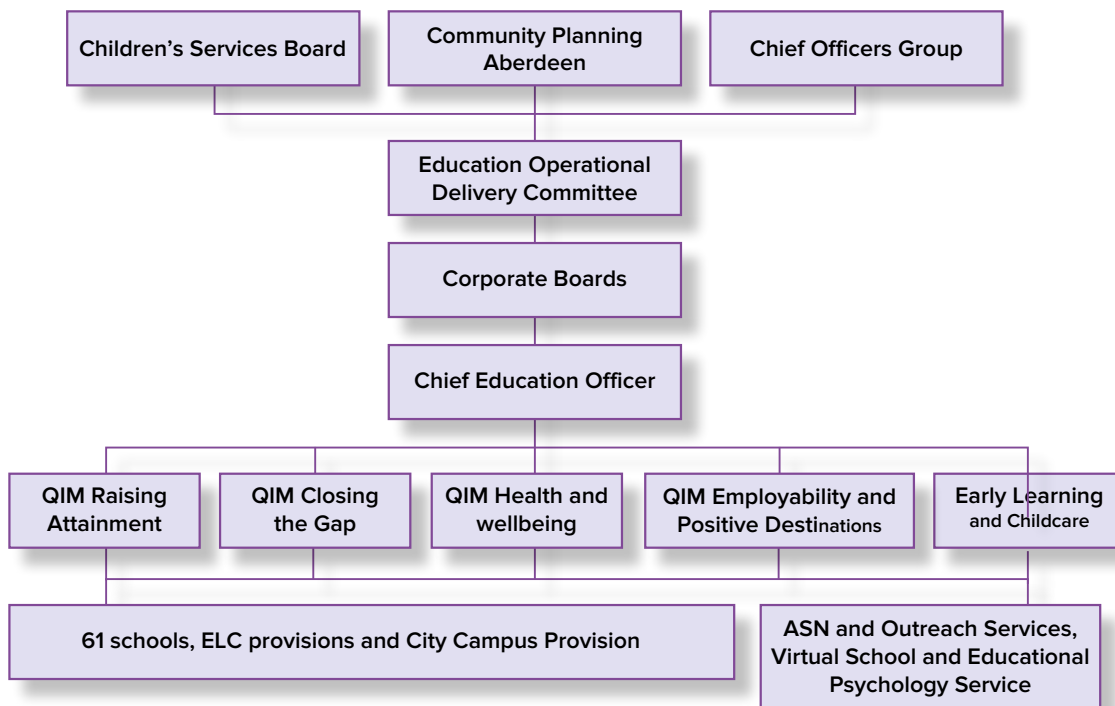 Children’s Services Board
Community Planning
Aberdeen
Chief Officers Group
Education Operational
Delivery Committee
Corporate Boards
Chief Education Officer
QIM Raising
Attainment
QIM Closing
the Gap
QIM Health and
wellbeing
QIM Employability and
Positive Destinations
Early Learning
and Childcare
61 schools, ELC provisions and City Campus Provision
ASN and Outreach Services,
Virtual School and Educational
Psychology Service